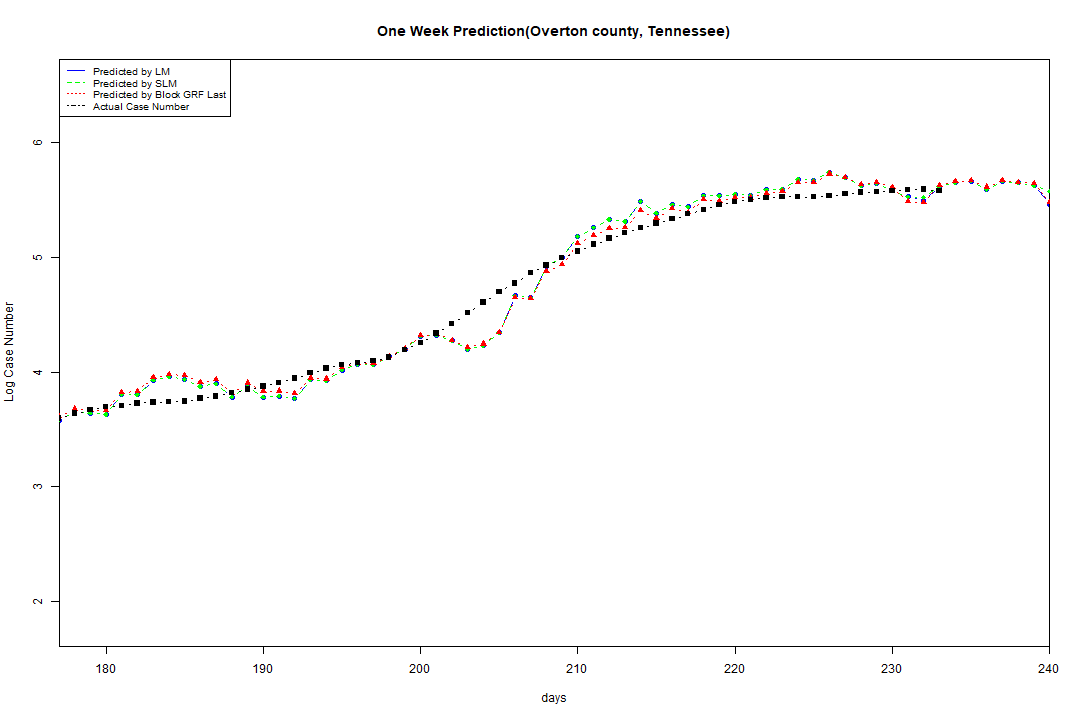 One Week Prediction(Overton county, Tennessee)
Predicted by LM
Predicted by SLM
Predicted by Block GRF Last
Actual Case Number
6
5
4
3
2
Log Case Number
180 190 200 210 220 230 240
days